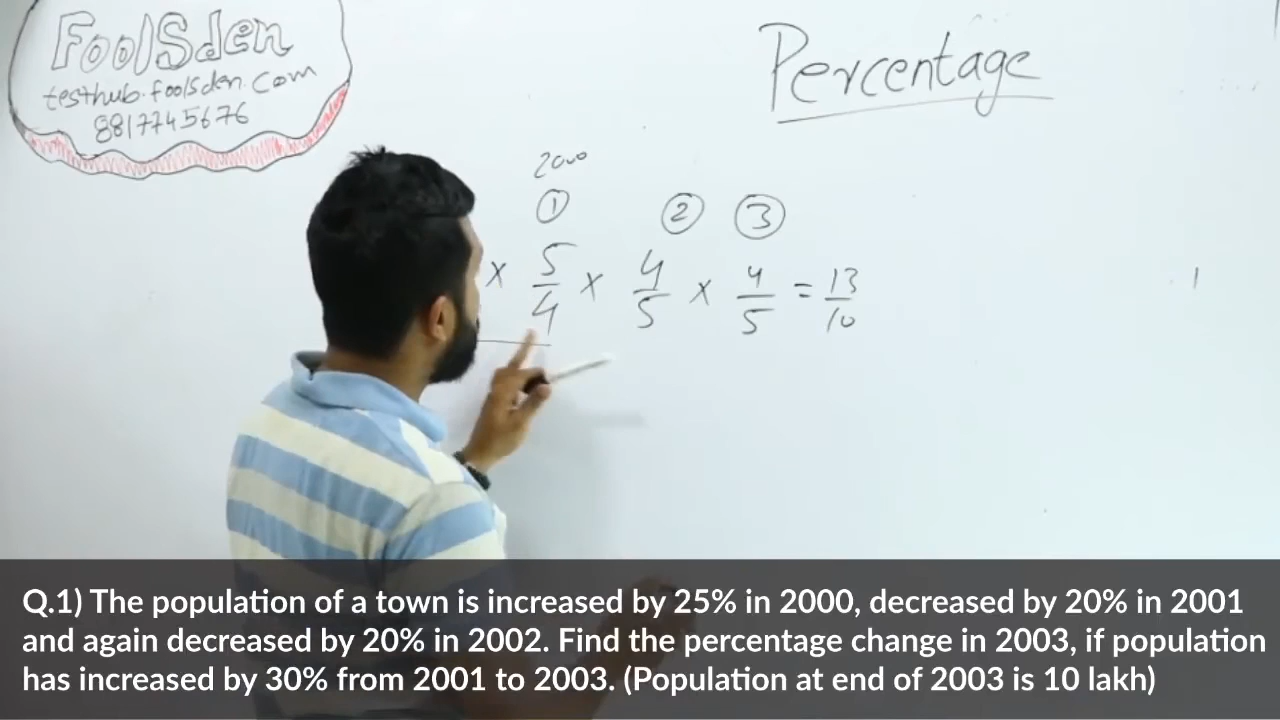 FoolSden
testhub.foolsden.com
8817745676
Percentage
2000
1 2 3
× 5/4 × 4/5 × 4/5 = 13/10
1
Q.1) The population of a town is increased by 25% in 2000, decreased by 20% in 2001
and again decreased by 20% in 2002. Find the percentage change in 2003, if population
has increased by 30% from 2001 to 2003. (Population at end of 2003 is 10 lakh)